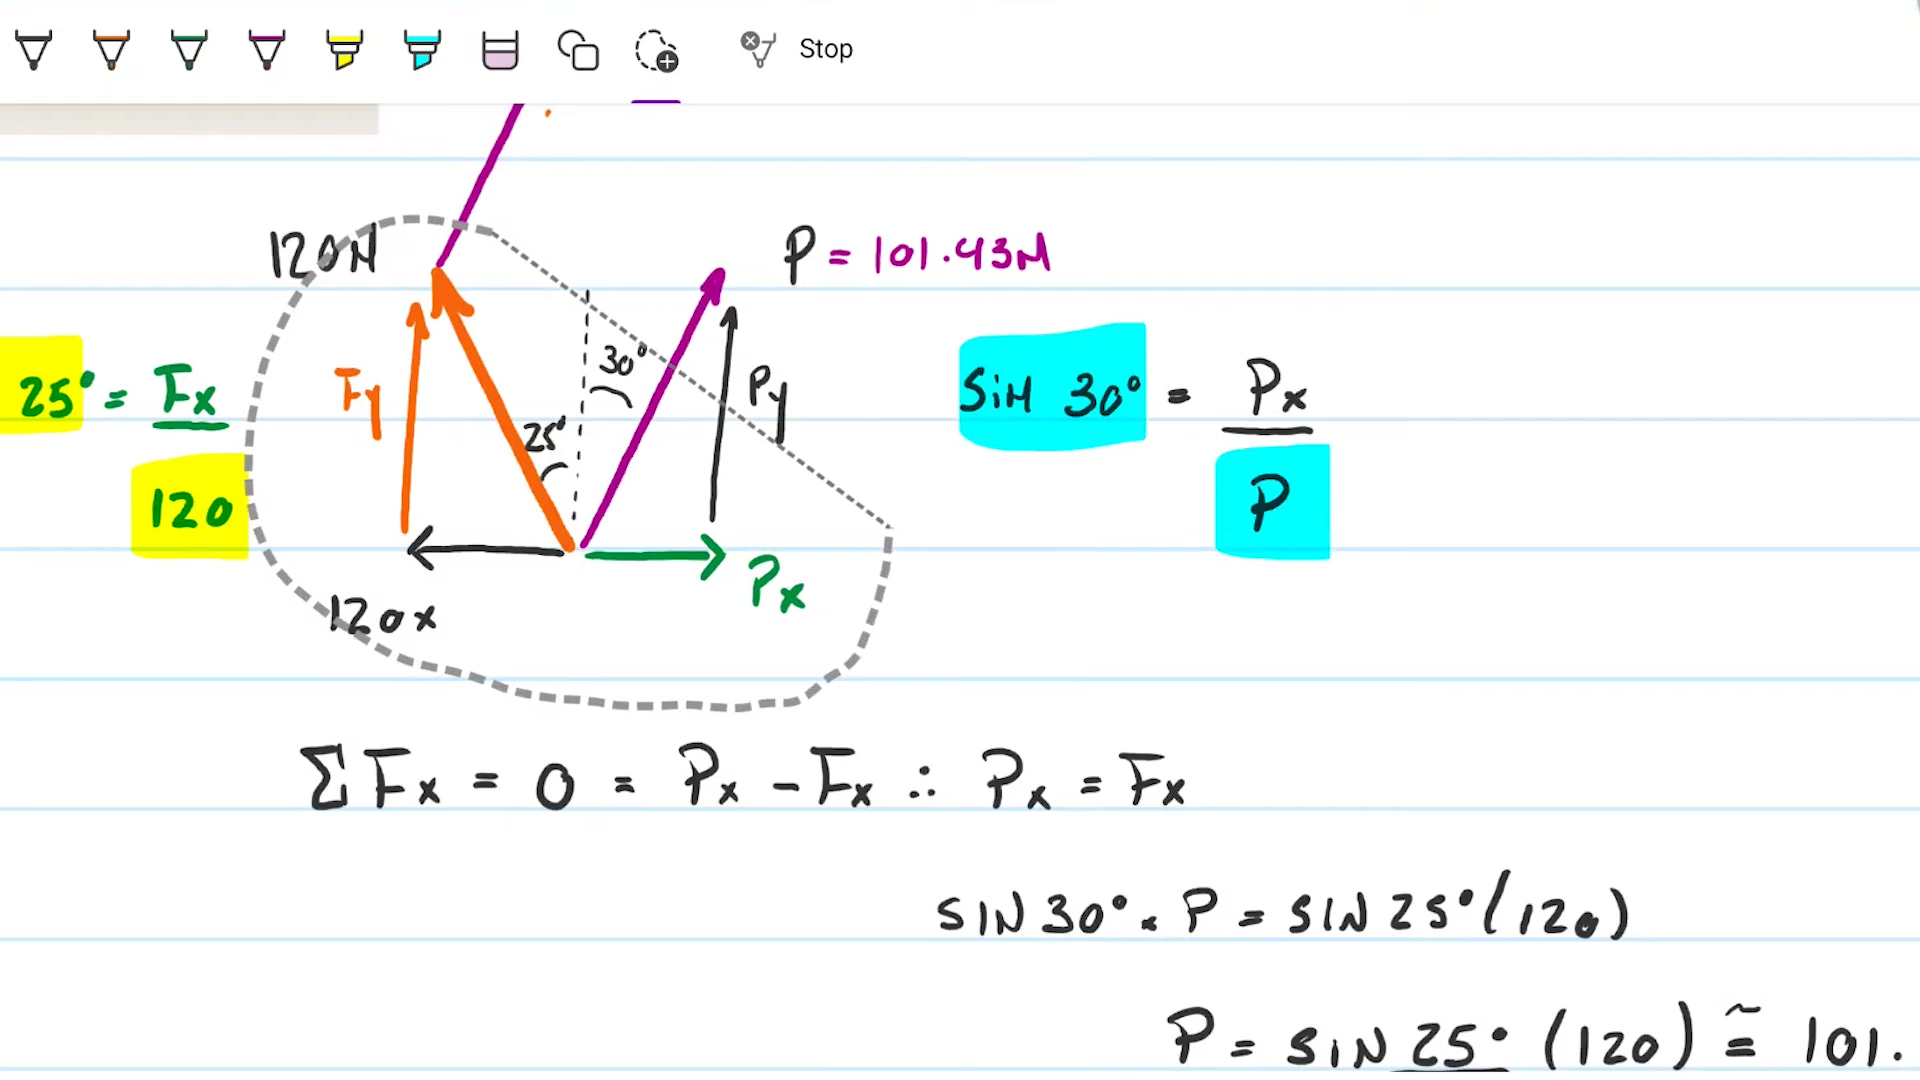 Stop
120N
P = 101.43N
30°
Fy
Py
25°
25° = Fx
120
sin 30° = Px
P
120x
Px
ΣFx = 0 = Px - Fx ∴ Px = Fx
SIN 30° . P = SIN 25° (120)
P = SIN 25° (120) ≅ 101.